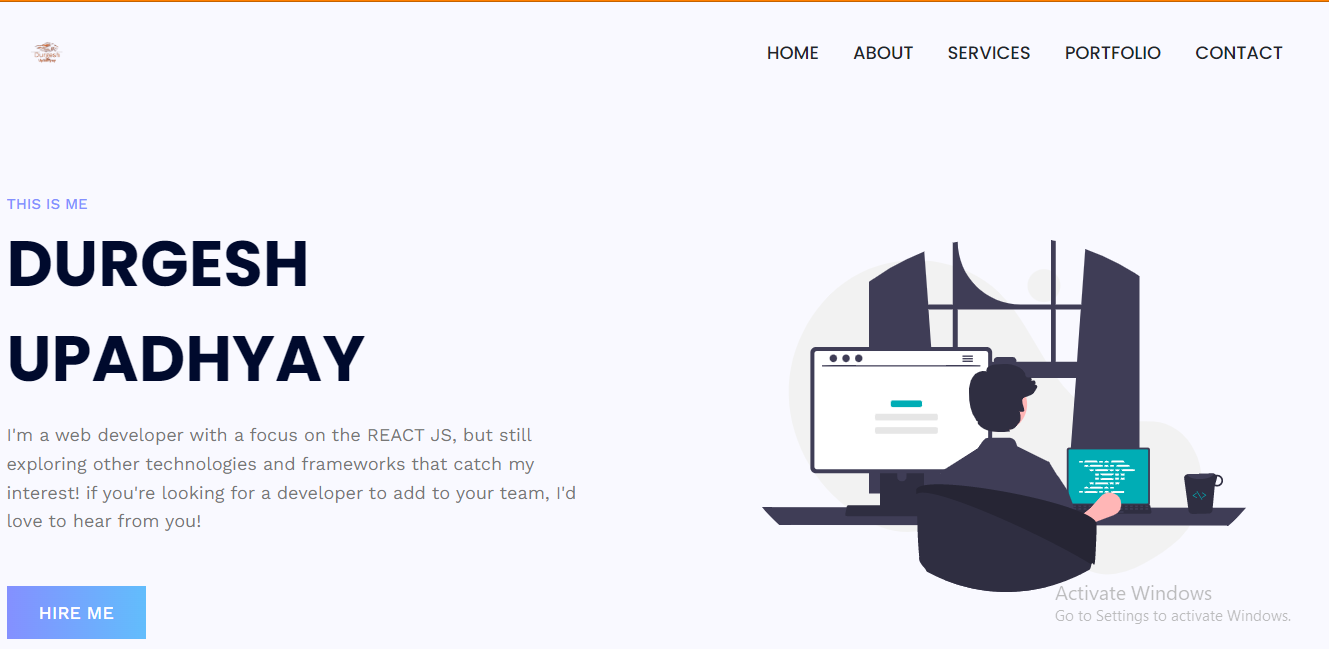 HOME ABOUT SERVICES PORTFOLIO CONTACT
THIS IS ME
DURGESH
UPADHYAY
I'm a web developer with a focus on the REACT JS, but still
exploring other technologies and frameworks that catch my
interest! if you're looking for a developer to add to your team, I'd
love to hear from you!
HIRE ME
Activate Windows
Go to Settings to activate Windows.